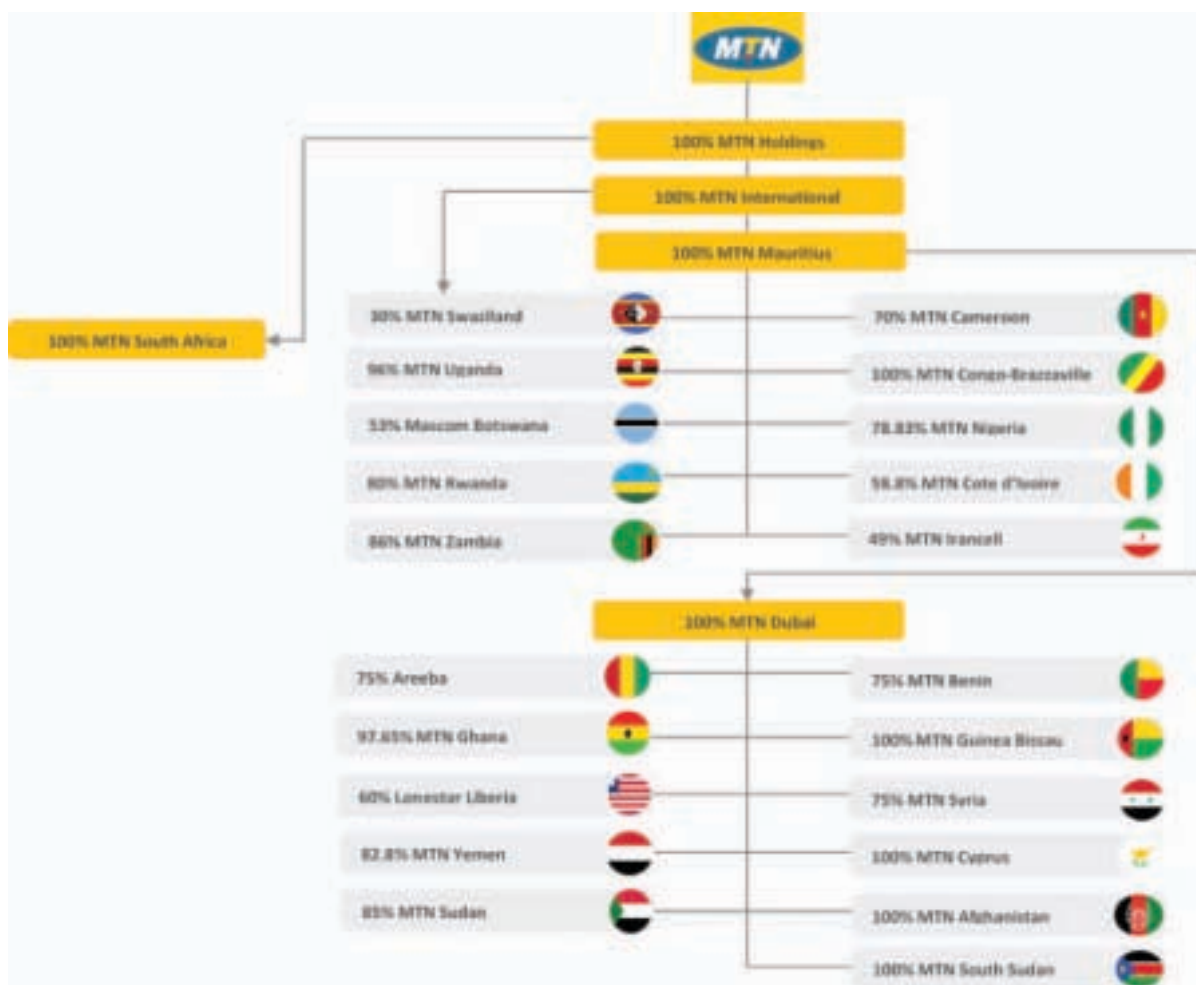 MTN
100% MTN Holdings
100% MTN International
100% MTN Mauritius
100% MTN South Africa
30% MTN Swaziland
70% MTN Cameroon
96% MTN Uganda
100% MTN Congo-Brazzaville
53% Mascom Botswana
78.83% MTN Nigeria
80% MTN Rwanda
58.8% MTN Cote d'Ivoire
86% MTN Zambia
49% MTN Irancell
100% MTN Dubai
75% Areeba
75% MTN Benin
97.65% MTN Ghana
100% MTN Guinea Bissau
60% Lonestar Liberia
75% MTN Syria
82.8% MTN Yemen
100% MTN Cyprus
85% MTN Sudan
100% MTN Afghanistan
100% MTN South Sudan